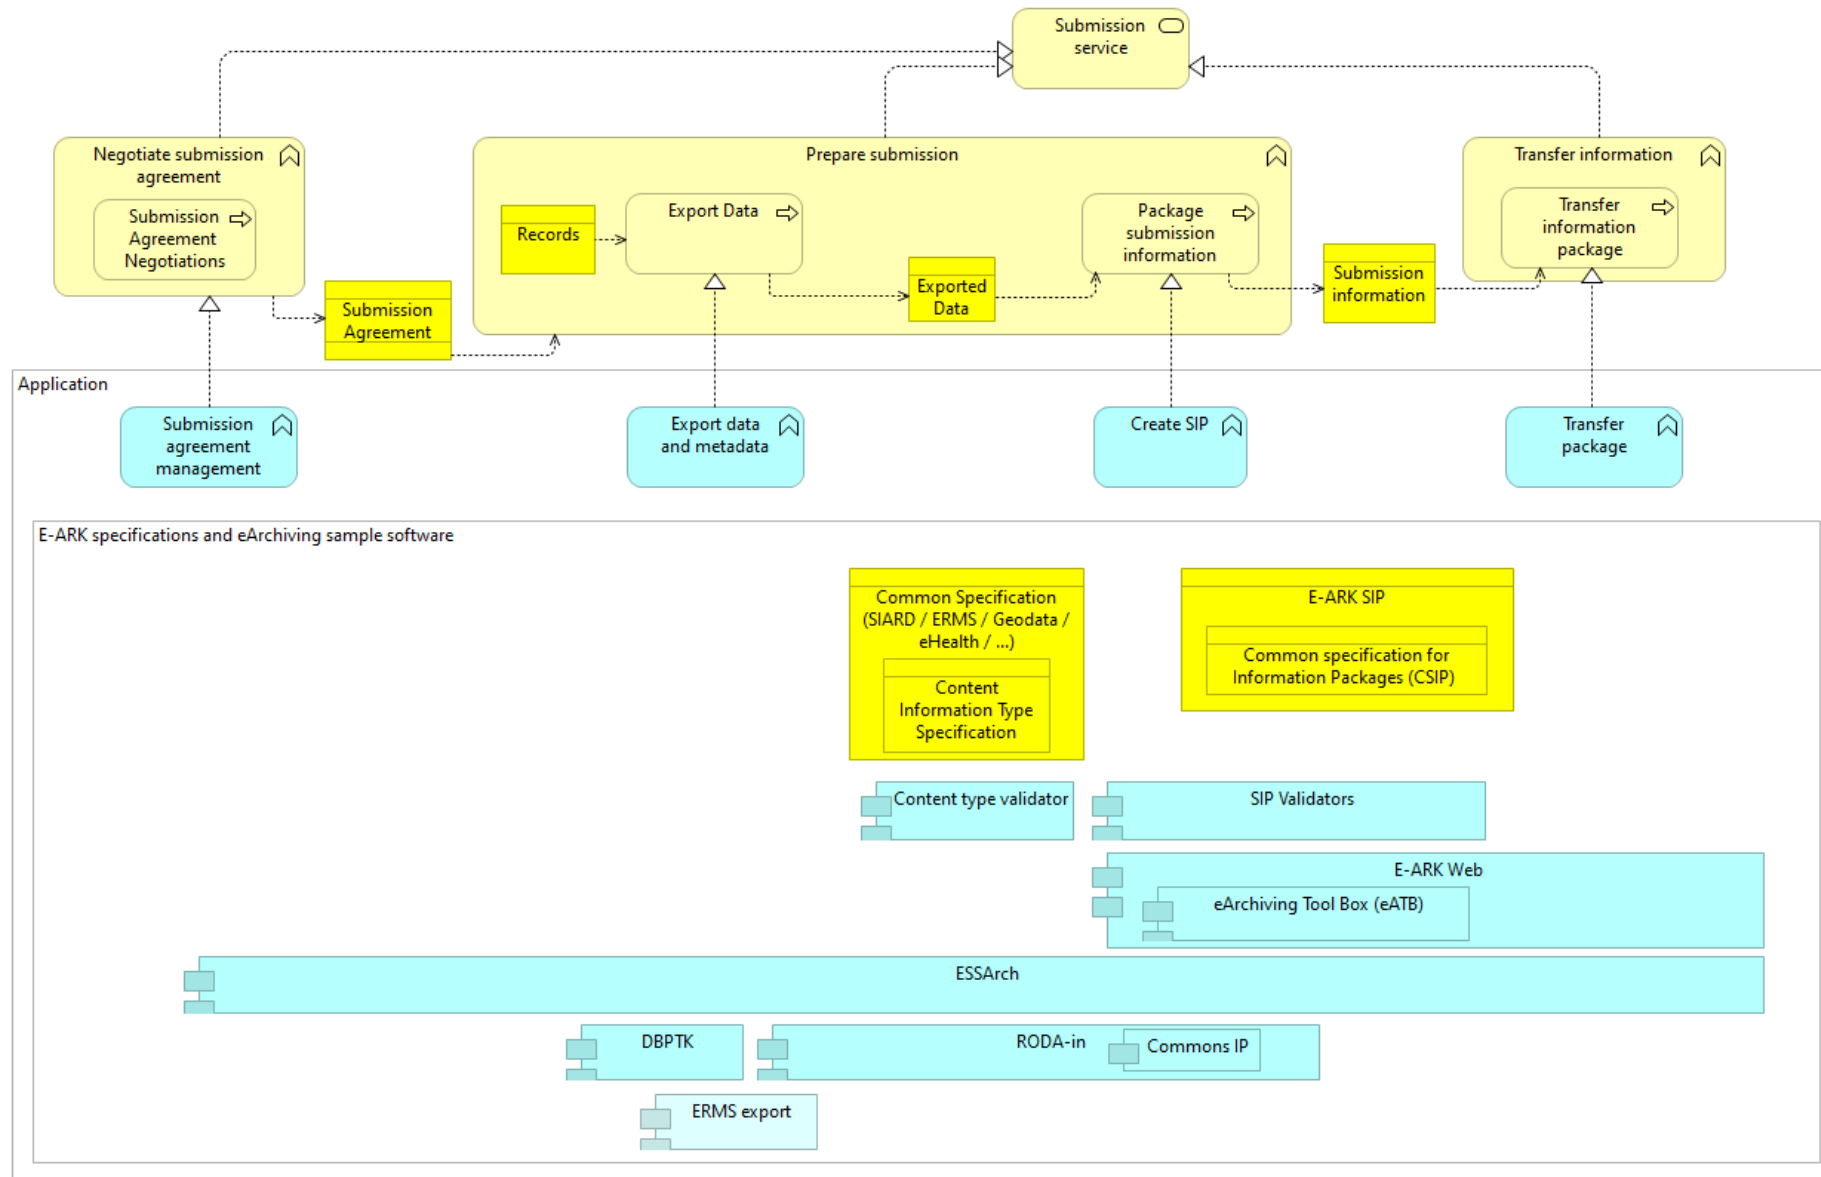 Submission
service
Negotiate submission
agreement
Submission
Agreement
Negotiations
Submission
Agreement
Prepare submission
Records
Export Data
Exported
Data
Package
submission
information
Submission
information
Transfer information
Transfer
information
package
Application
Submission
agreement
management
Export data
and metadata
Create SIP
Transfer
package
E-ARK specifications and eArchiving sample software
Common Specification
(SIARD / ERMS / Geodata /
eHealth / ...)
Content
Information Type
Specification
E-ARK SIP
Common specification for
Information Packages (CSIP)
Content type validator
SIP Validators
E-ARK Web
eArchiving Tool Box (eATB)
ESSArch
DBPTK
RODA-in
Commons IP
ERMS export